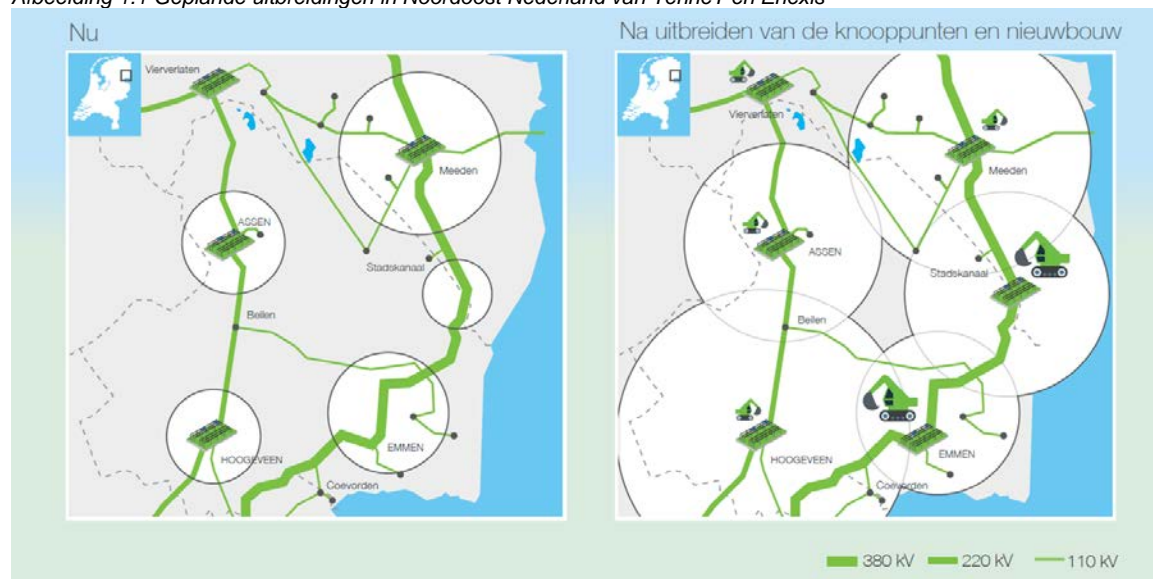 Afbeelding 1.1 Geplande uitbreidingen in Noordoost Nederland van TenneT en Enexis
Nu
Vierverlaten
Meeden
ASSEN
Stadskanaal
Beilen
EMMEN
HOOGEVEEN
Coevorden
Na uitbreiden van de knooppunten en nieuwbouw
Vierverlaten
Meeden
ASSEN
Stadskanaal
Beilen
EMMEN
HOOGEVEEN
Coevorden
380 kV 220 kV 110 kV